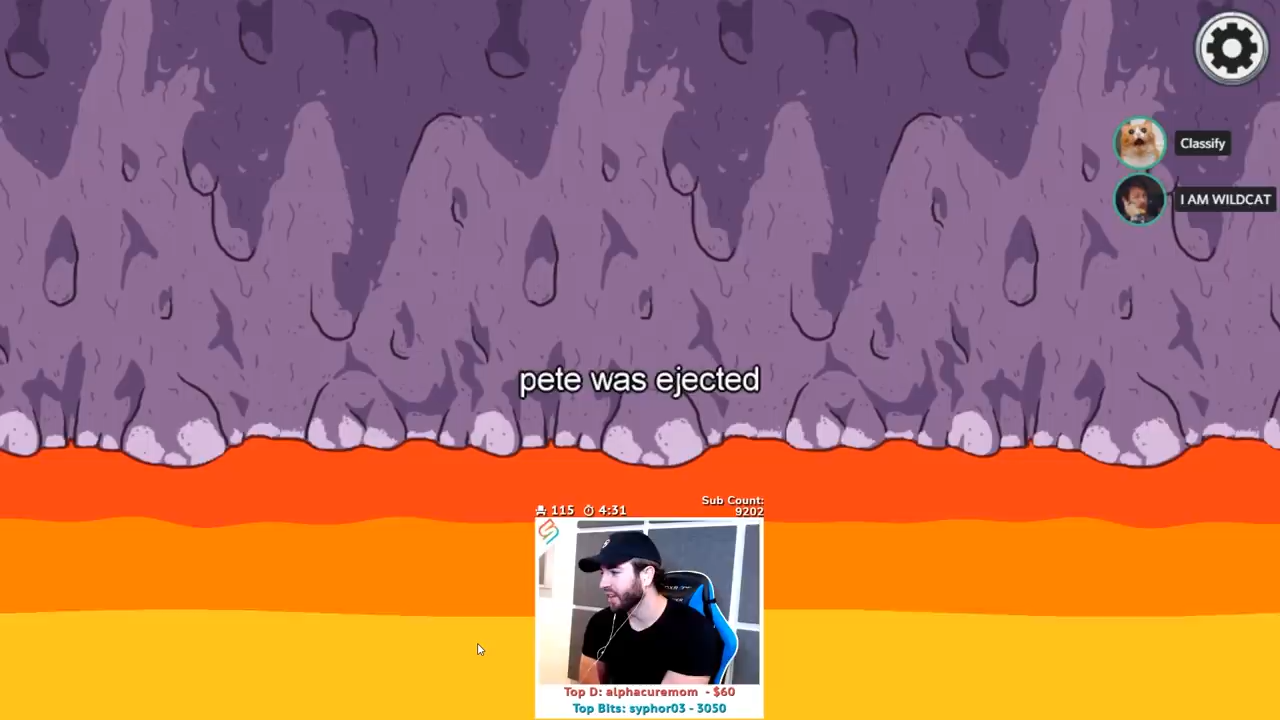 Classify
I AM WILDCAT
pete was ejected
115 4:31
Sub Count:
9202
Top D: alphacuremom - $60
Top Bits: syphor03 - 3050